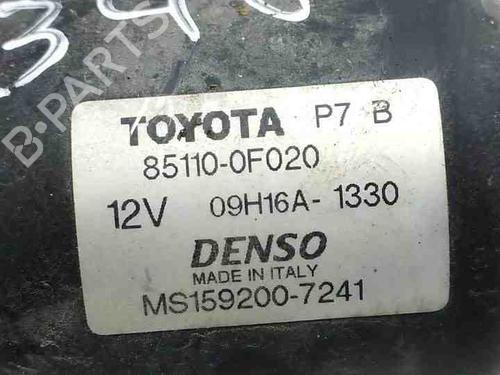 B-PARTS
TOYOTA P7 B
85110-0F020
12V 09H16A-1330
DENSO
MADE IN ITALY
MS159200-7241